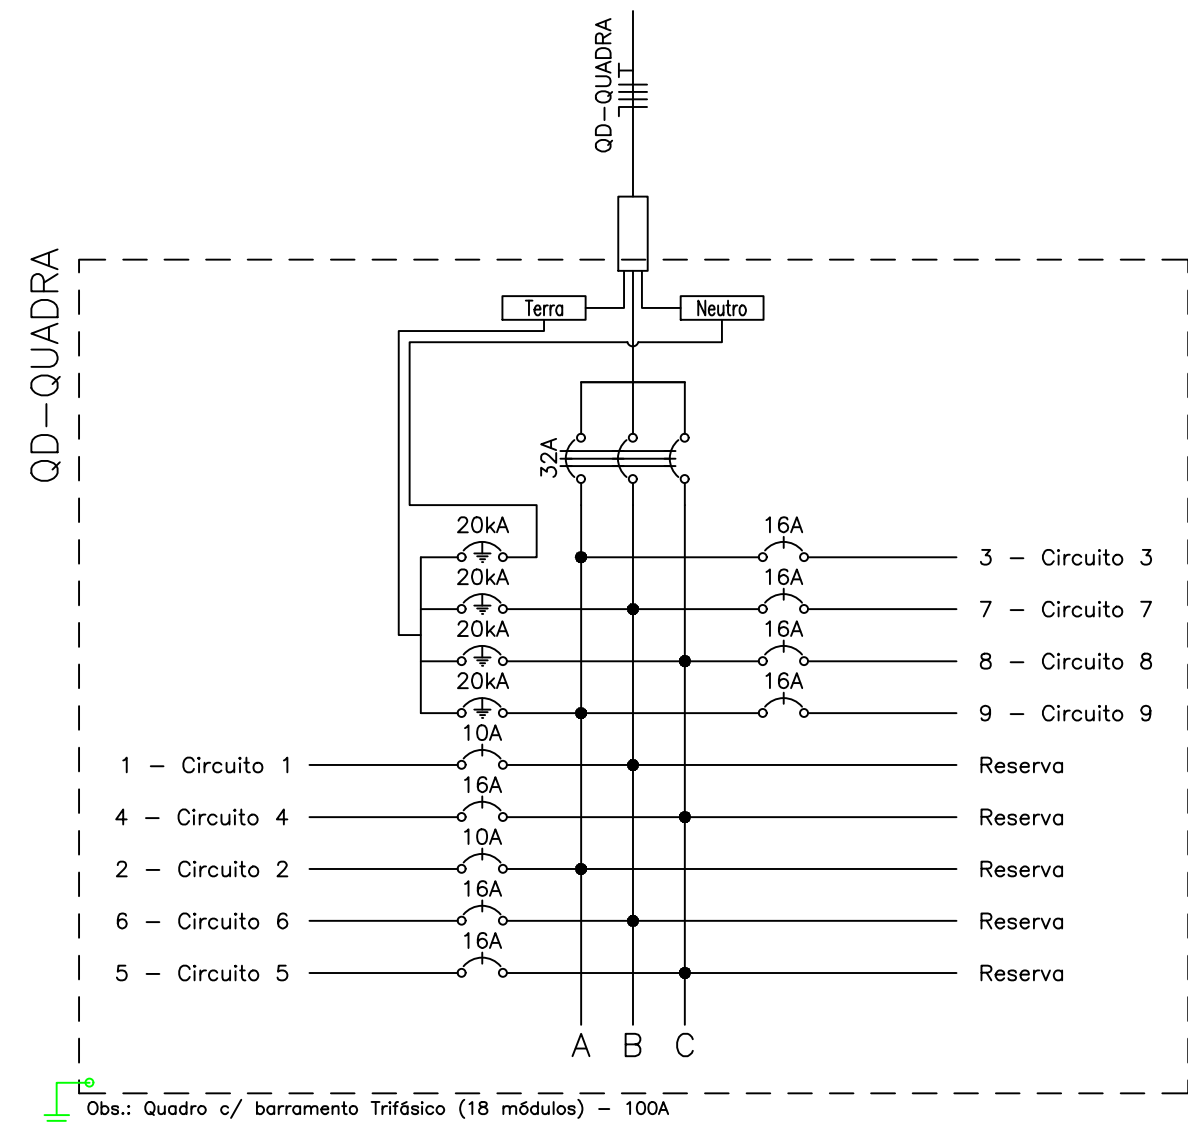 QD-QUADRA
QD-QUADRA
Terra
Neutro
32A
20kA
16A
3 - Circuito 3
20kA
16A
7 - Circuito 7
20kA
16A
8 - Circuito 8
20kA
16A
9 - Circuito 9
10A
1 - Circuito 1
Reserva
16A
4 - Circuito 4
Reserva
10A
2 - Circuito 2
Reserva
16A
6 - Circuito 6
Reserva
16A
5 - Circuito 5
Reserva
A B C
Obs.: Quadro c/ barramento Trifásico (18 módulos) - 100A